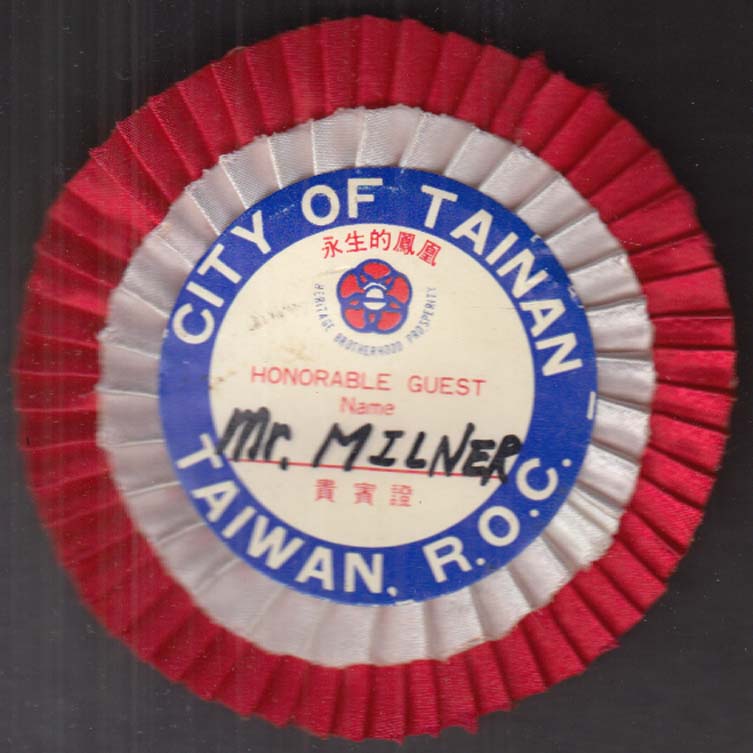 CITY OF TAINAN –
永生的鳳凰
HERITAGE BROTHERHOOD PROSPERITY
HONORABLE GUEST
Name
Mr. MILNER
貴賓證
TAIWAN, R.O.C.